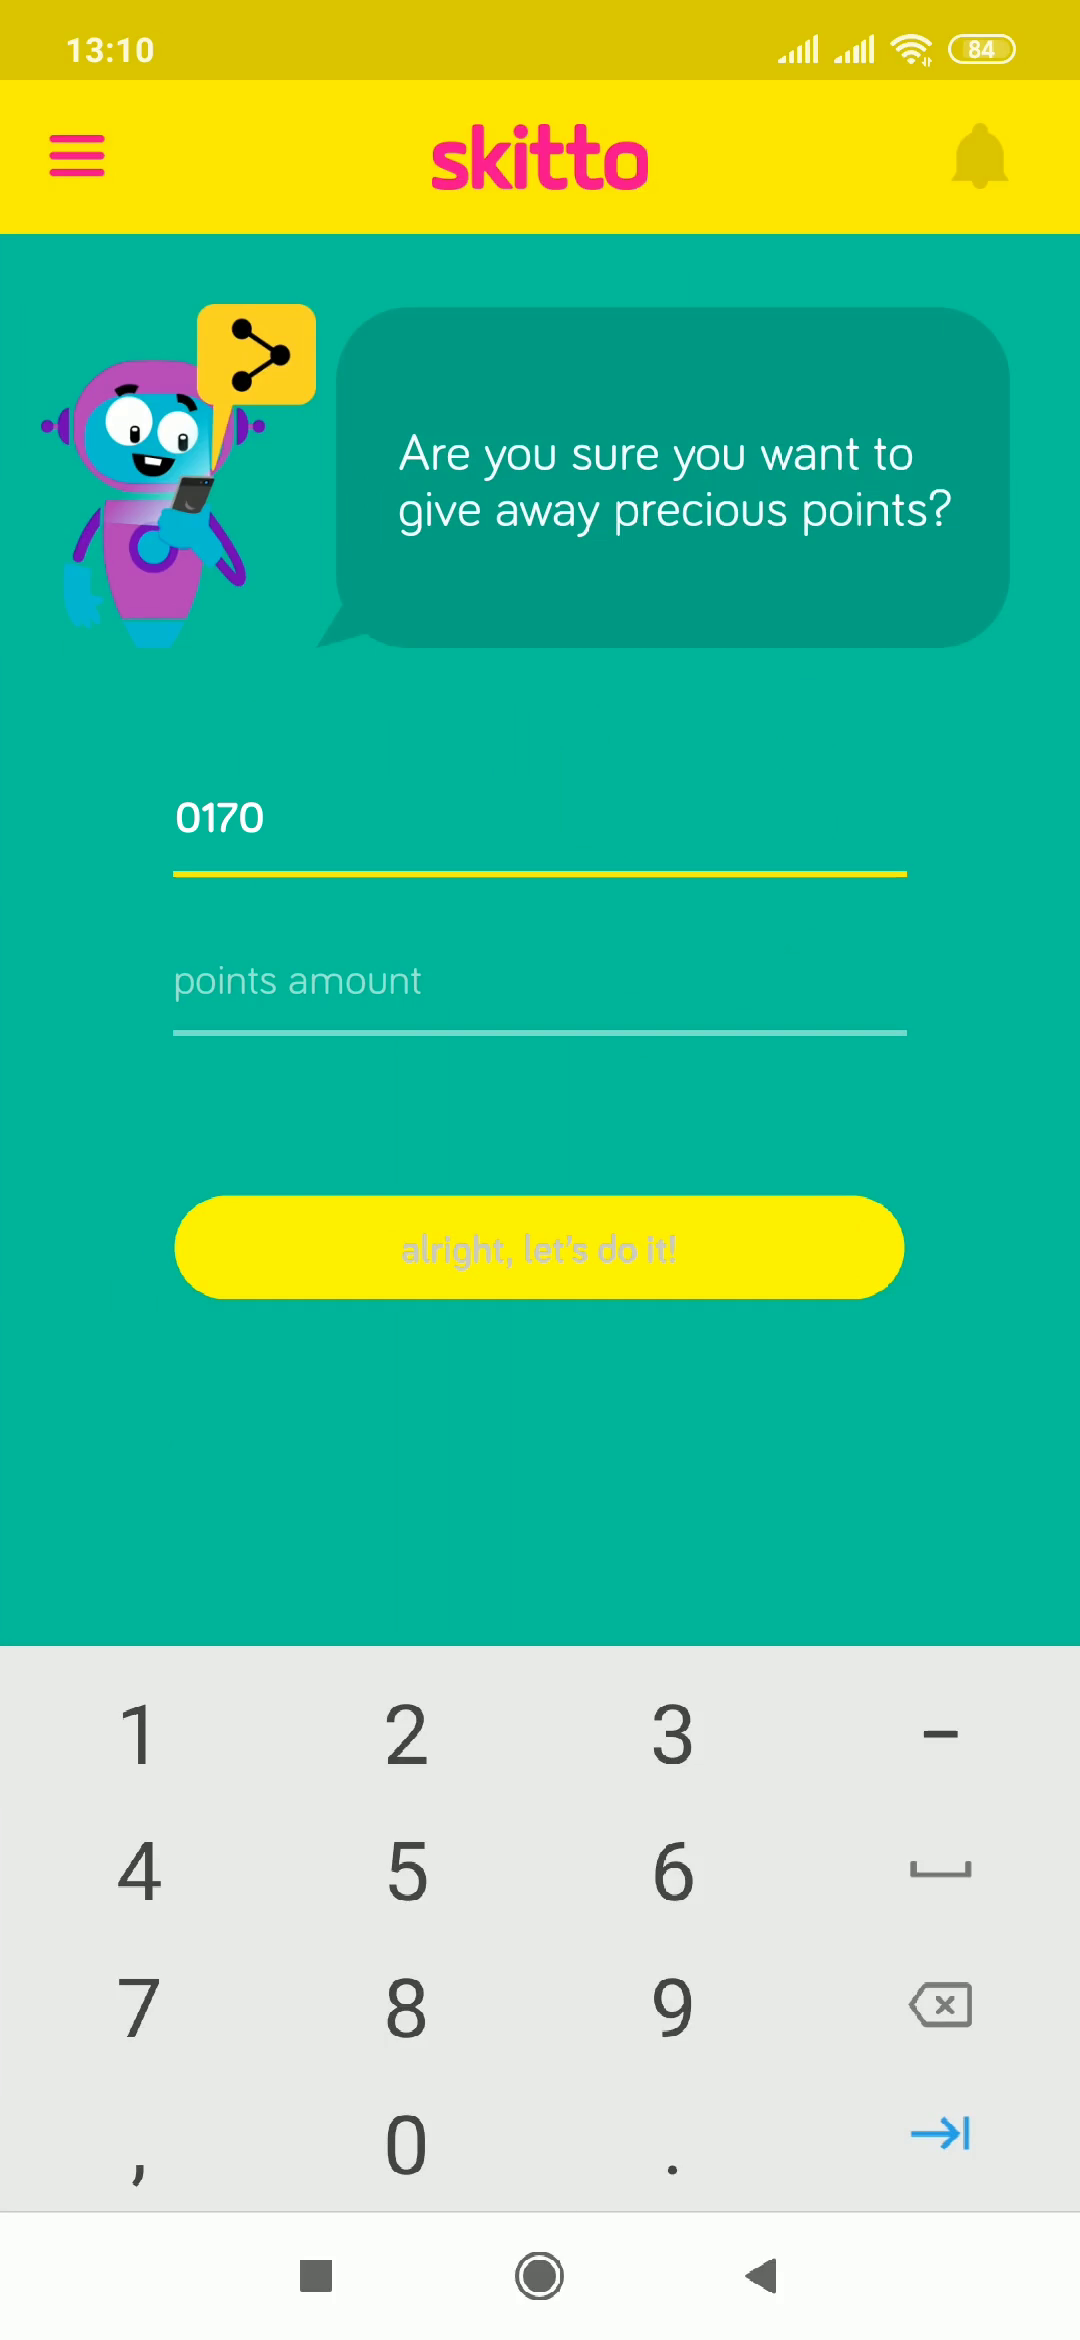 13:10
84
skitto
Are you sure you want to
give away precious points?
0170
points amount
alright, let's do it!
1 2 3 -
4 5 6
7 8 9
, 0 .